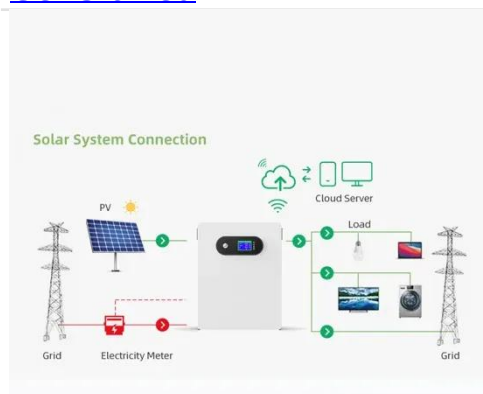 Solar System Connection
Cloud Server
PV
Load
Grid
Electricity Meter
Grid